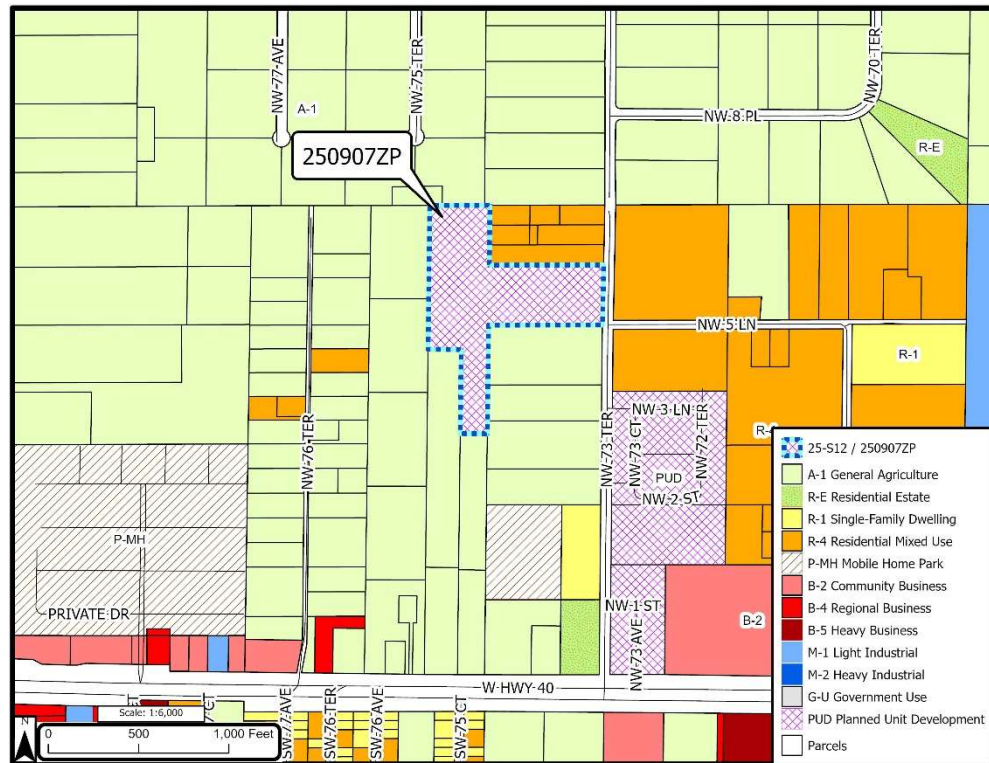 NW 77 AVE
NW 75 TER
NW 70 TER
A-1
NW 8 PL
250907ZP
R-E
NW 5 LN
R-1
NW 76 TER
NW 73 TER
NW 3 LN
NW 73 CT
NW 72 TER
PUD
NW 2 ST
P-MH
PRIVATE DR
NW 1 ST
NW 73 AVE
B-2
W HWY 40
SW 77 AVE
SW 76 TER
SW 76 AVE
SW 75 CT
25-S12 / 250907ZP
A-1 General Agriculture
R-E Residential Estate
R-1 Single-Family Dwelling
R-4 Residential Mixed Use
P-MH Mobile Home Park
B-2 Community Business
B-4 Regional Business
B-5 Heavy Business
M-1 Light Industrial
M-2 Heavy Industrial
G-U Government Use
PUD Planned Unit Development
Parcels
Scale: 1:6,000
N
0 500 1,000 Feet